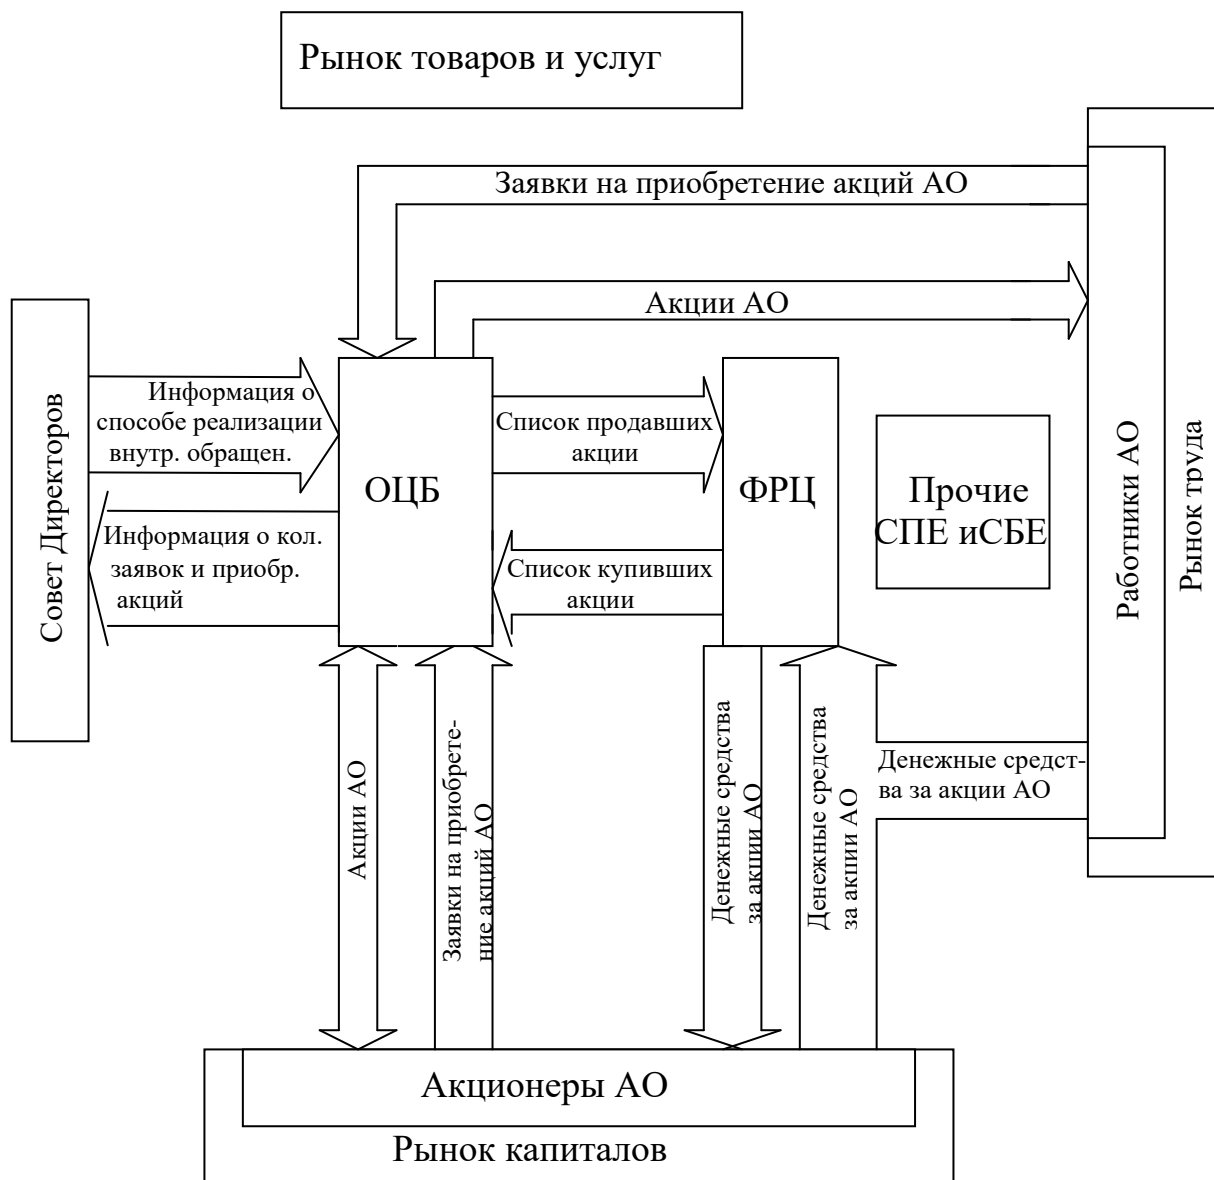 Рынок товаров и услуг
Заявки на приобретение акций АО
Акции АО
Совет Директоров
Информация о
способе реализации
внутр. обращен.
Информация о кол.
заявок и приобр.
акций
ОЦБ
Список продавших
акции
Список купивших
акции
ФРЦ
Прочие
СПЕ иСБЕ
Работники АО
Рынок труда
Акции АО
Заявки на приобрете-
ние акций АО
Денежные средства
за акции АО
Денежные средства
за акции АО
Денежные средст-
ва за акции АО
Акционеры АО
Рынок капиталов